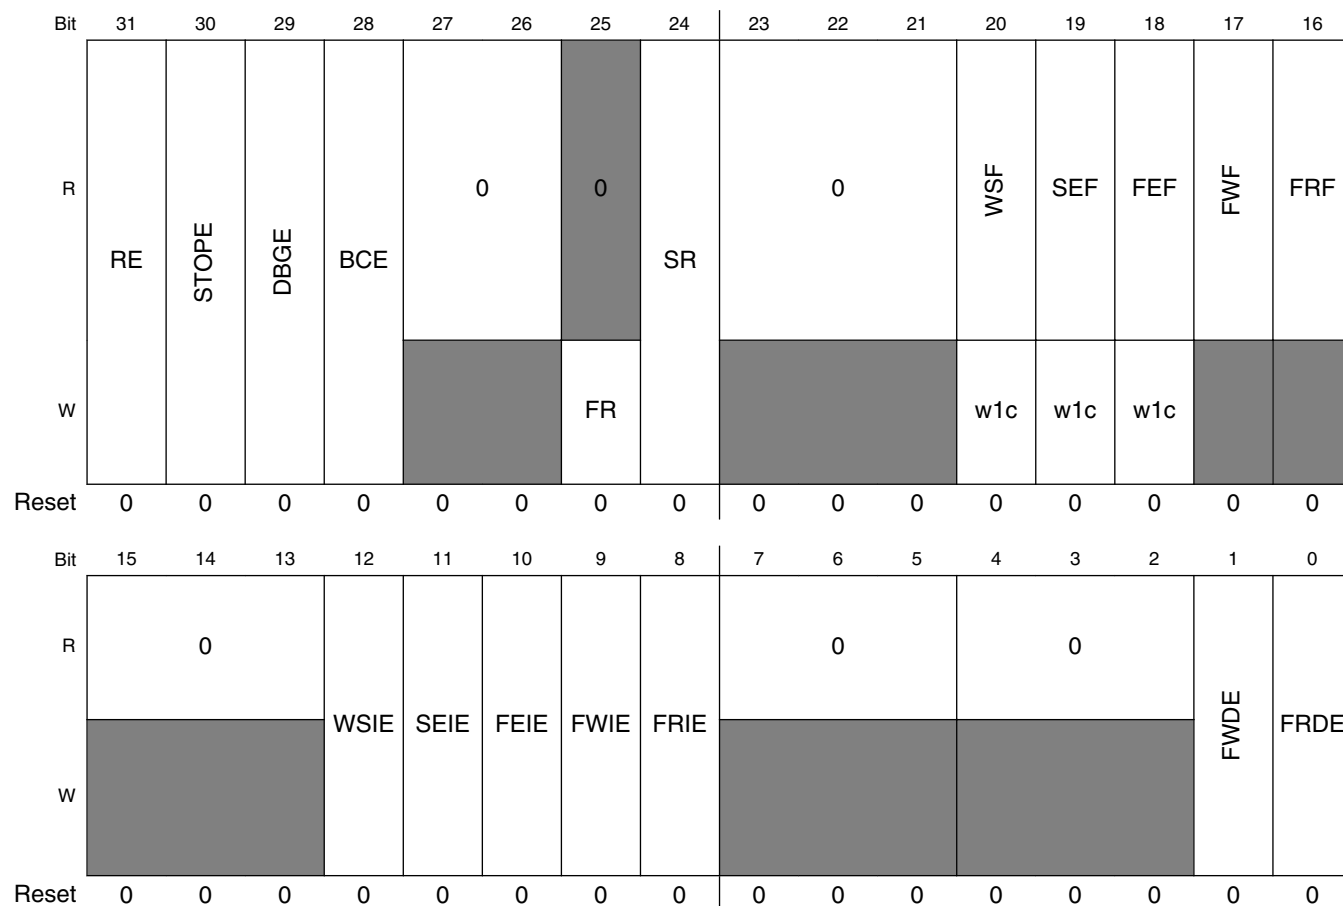 Bit 31 30 29 28 27 26 25 24 23 22 21 20 19 18 17 16
R RE STOPE DBGE BCE 0 0 SR 0 WSF SEF FEF FWF FRF
W FR w1c w1c w1c
Reset 0 0 0 0 0 0 0 0 0 0 0 0 0 0 0 0
Bit 15 14 13 12 11 10 9 8 7 6 5 4 3 2 1 0
R 0 WSIE SEIE FEIE FWIE FRIE 0 0 FWDE FRDE
W
Reset 0 0 0 0 0 0 0 0 0 0 0 0 0 0 0 0